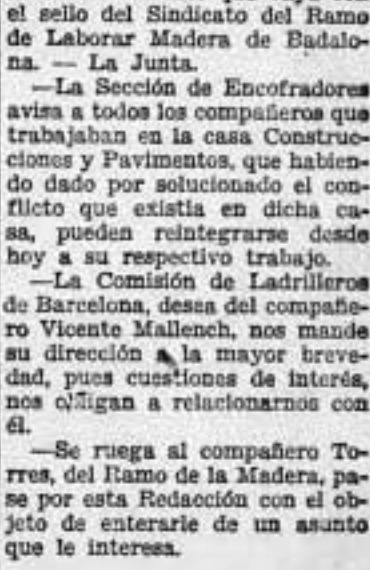 el sello del Sindicato del Ramo
de Laborar Madera de Badalo-
na. — La Junta.
—La Sección de Encofradores
avisa a todos los compañeros que
trabajaban en la casa Construc-
ciones y Pavimentos, que habien-
do dado por solucionado el con-
flicto que existia en dicha ca-
sa, pueden reintegrarse desde
hoy a su respectivo trabajo.
—La Comisión de Ladrilleros
de Barcelona, desea del compañe-
ro Vicente Mallench, nos mande
su dirección a la mayor breve-
dad, pues cuestiones de interés,
nos obligan a relacionarnos con
él.
—Se ruega al compañero To-
rres, del Ramo de la Madera, pa-
se por esta Redacción con el ob-
jeto de enterarle de un asunto
que le interesa.